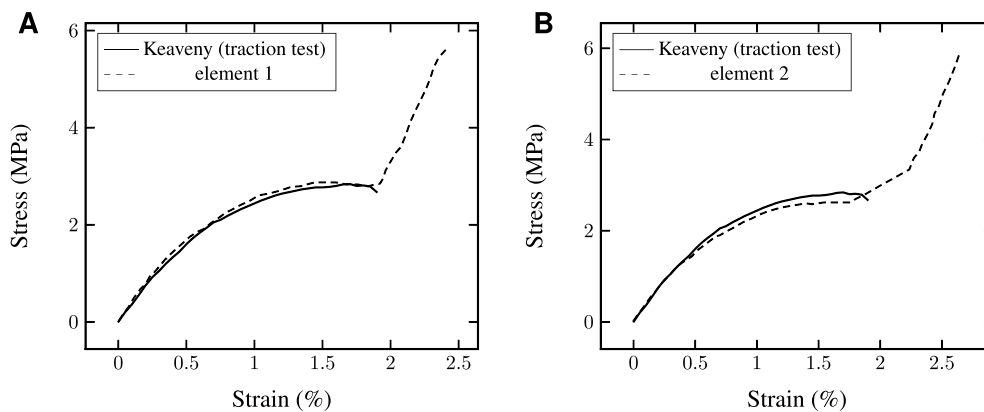 A
Keaveny (traction test)
element 1
6
4
2
0
Stress (MPa)
0 0.5 1 1.5 2 2.5
Strain (%)
B
Keaveny (traction test)
element 2
6
4
2
0
Stress (MPa)
0 0.5 1 1.5 2 2.5
Strain (%)